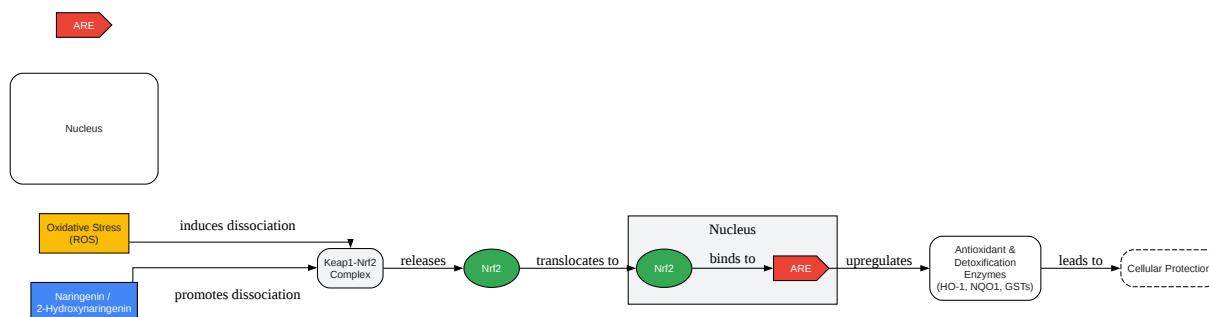 ARE
Nucleus
Oxidative Stress
(ROS)
induces dissociation
Naringenin /
2-Hydroxynaringenin
promotes dissociation
Keap1-Nrf2
Complex
releases
Nrf2
translocates to
Nucleus
Nrf2
binds to
ARE
upregulates
Antioxidant &
Detoxification
Enzymes
(HO-1, NQO1, GSTs)
leads to
Cellular Protection